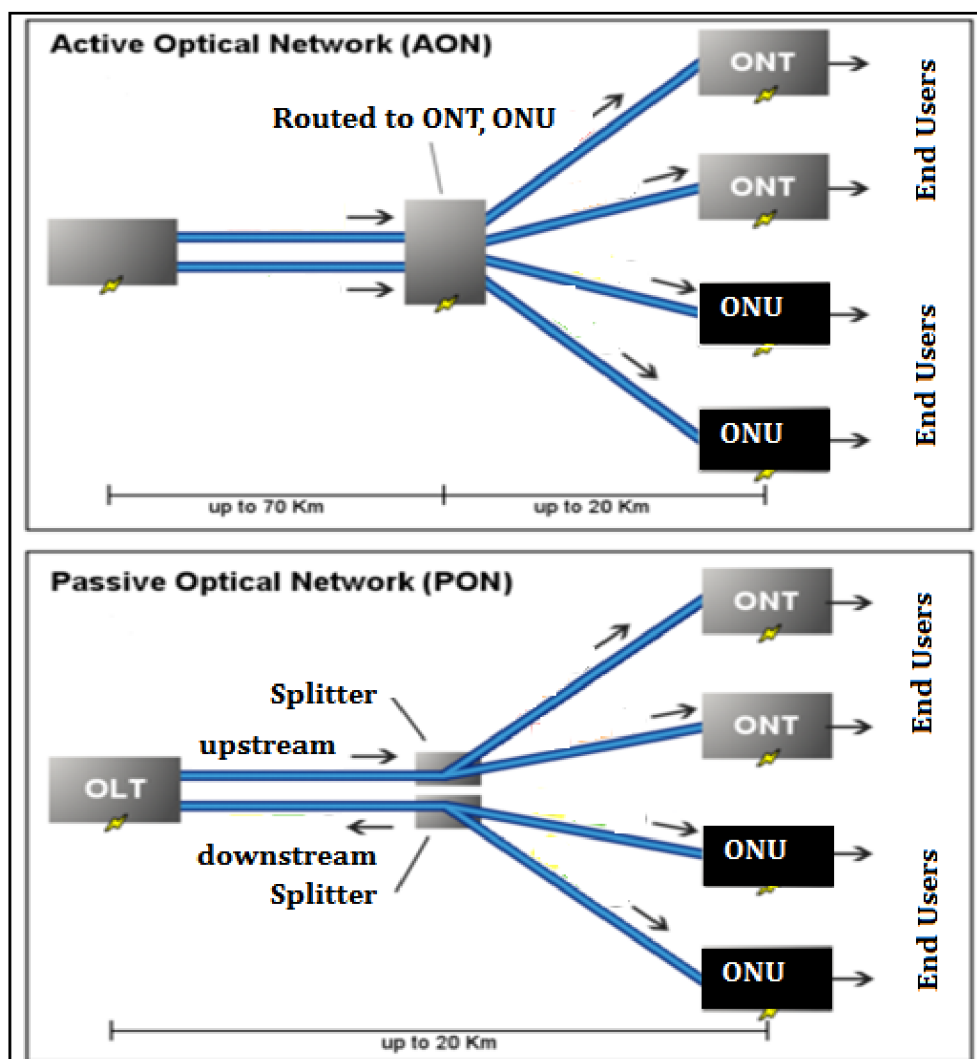 Active Optical Network (AON)
ONT
Routed to ONT, ONU
ONT
End Users
ONU
ONU
End Users
up to 70 Km
up to 20 Km
Passive Optical Network (PON)
ONT
Splitter
upstream
ONT
End Users
OLT
downstream
Splitter
ONU
ONU
End Users
up to 20 Km